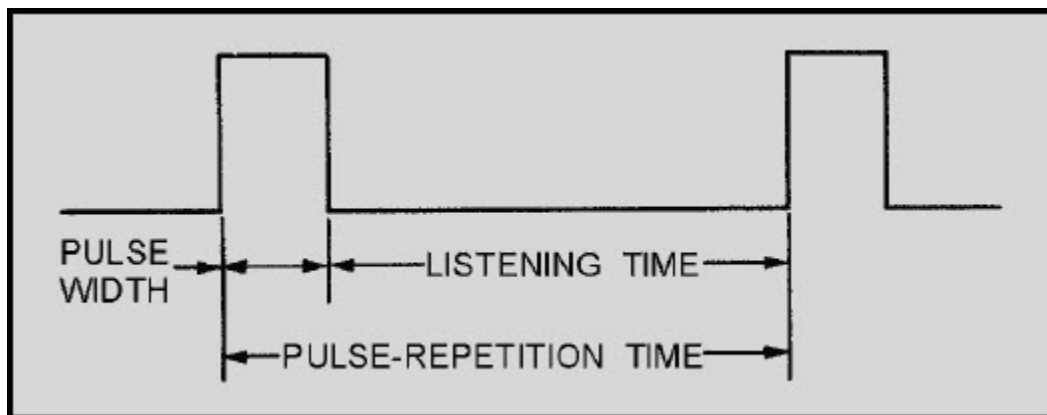 PULSE
WIDTH
LISTENING TIME
PULSE-REPETITION TIME